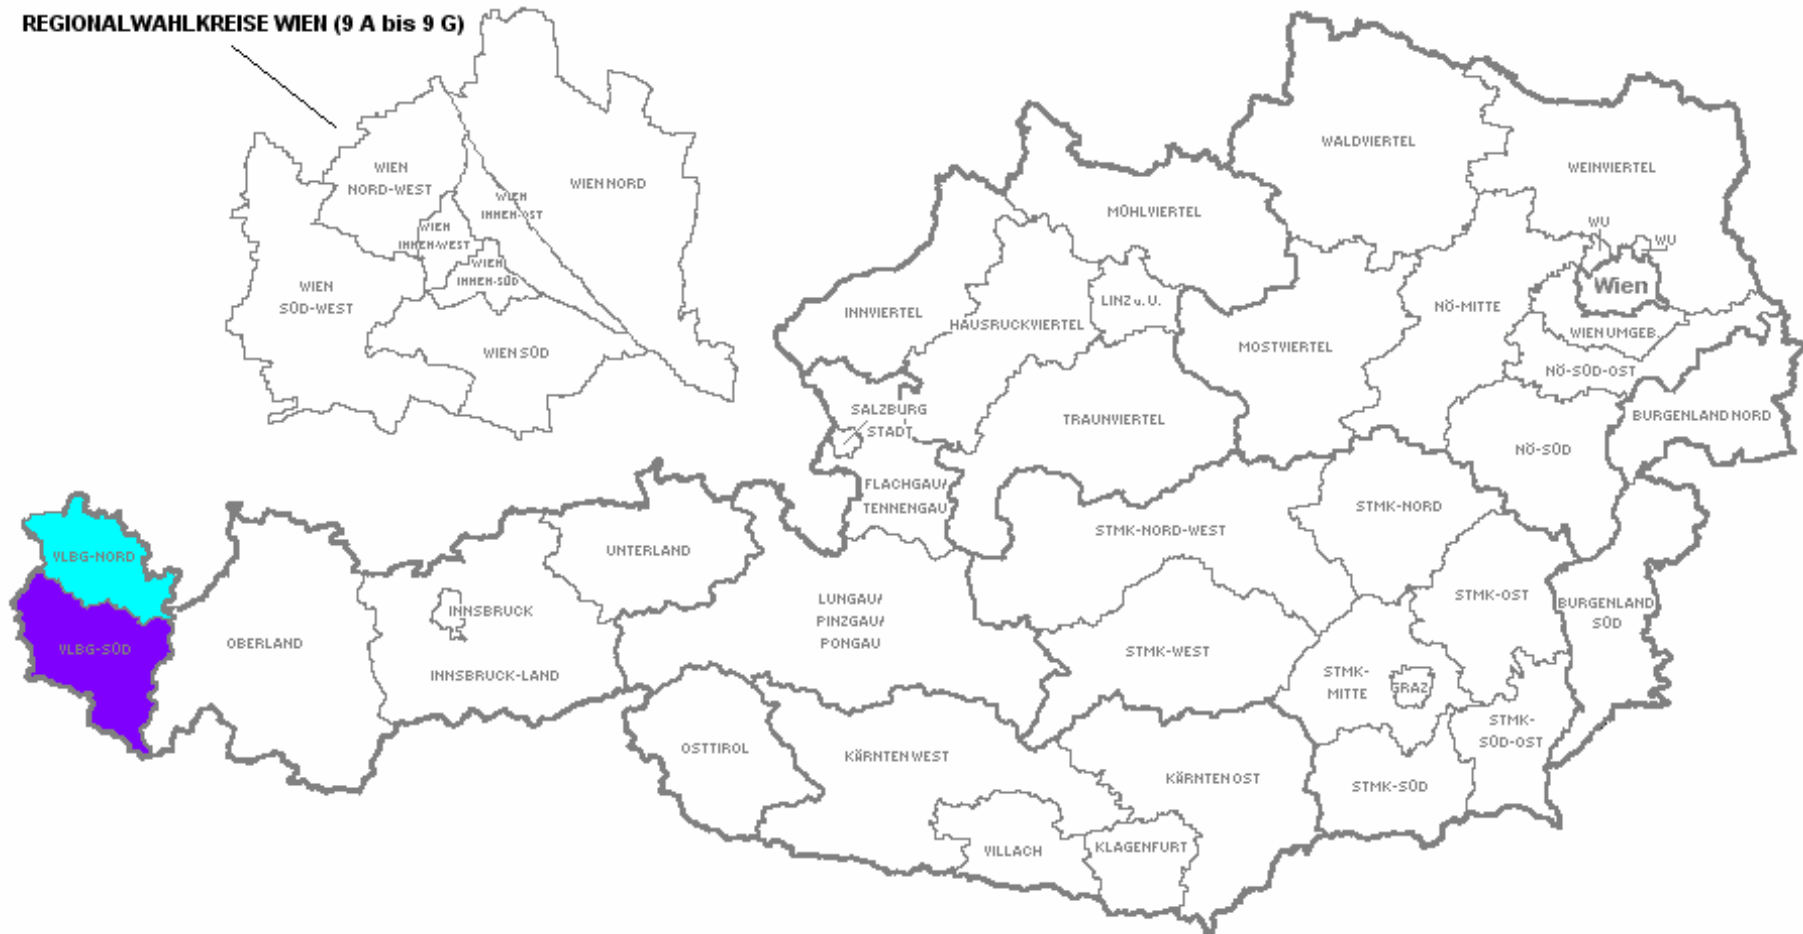 REGIONALWAHLKREISE WIEN (9 A bis 9 G)
WIEN
NORD-WEST
WIEN NORD
WIEN
INNEN-OST
WIEN
INNEN-WEST
WIEN
INNEN-SÜD
WIEN
SÜD-WEST
WIEN SÜD
WALDVIERTEL
WEINVIERTEL
MÜHLVIERTEL
WU
WU
Wien
INNVIERTEL
HAUSRUCKVIERTEL
LINZ u. U.
NÖ-MITTE
WIEN UMGEB.
MOSTVIERTEL
NÖ-SÜD-OST
SALZBURG
STADT
TRAUNVIERTEL
BURGENLAND NORD
NÖ-SÜD
FLACHGAU/
TENNENGAU
STMK-NORD
STMK-NORD-WEST
VLBG-NORD
UNTERLAND
INNSBRUCK
LUNGAU/
PINZGAU/
PONGAU
STMK-OST
BURGENLAND
SÜD
VLBG-SÜD
OBERLAND
INNSBRUCK-LAND
STMK-WEST
STMK-
MITTE
GRAZ
STMK-
SÜD-OST
OSTTIROL
KÄRNTEN WEST
KÄRNTEN OST
STMK-SÜD
VILLACH
KLAGENFURT